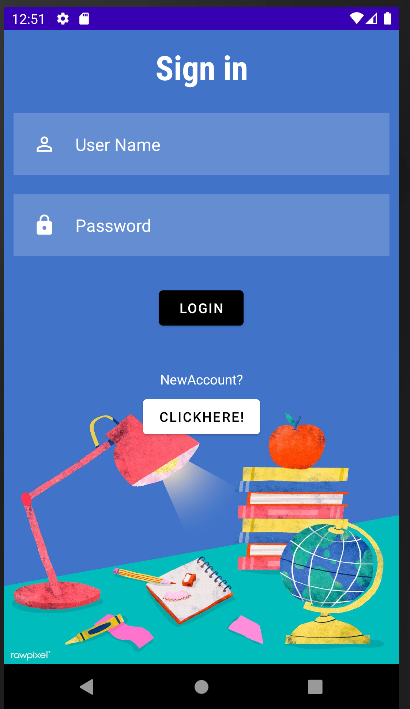 12:51
Sign in
User Name
Password
LOGIN
NewAccount?
CLICKHERE!
rawpixel